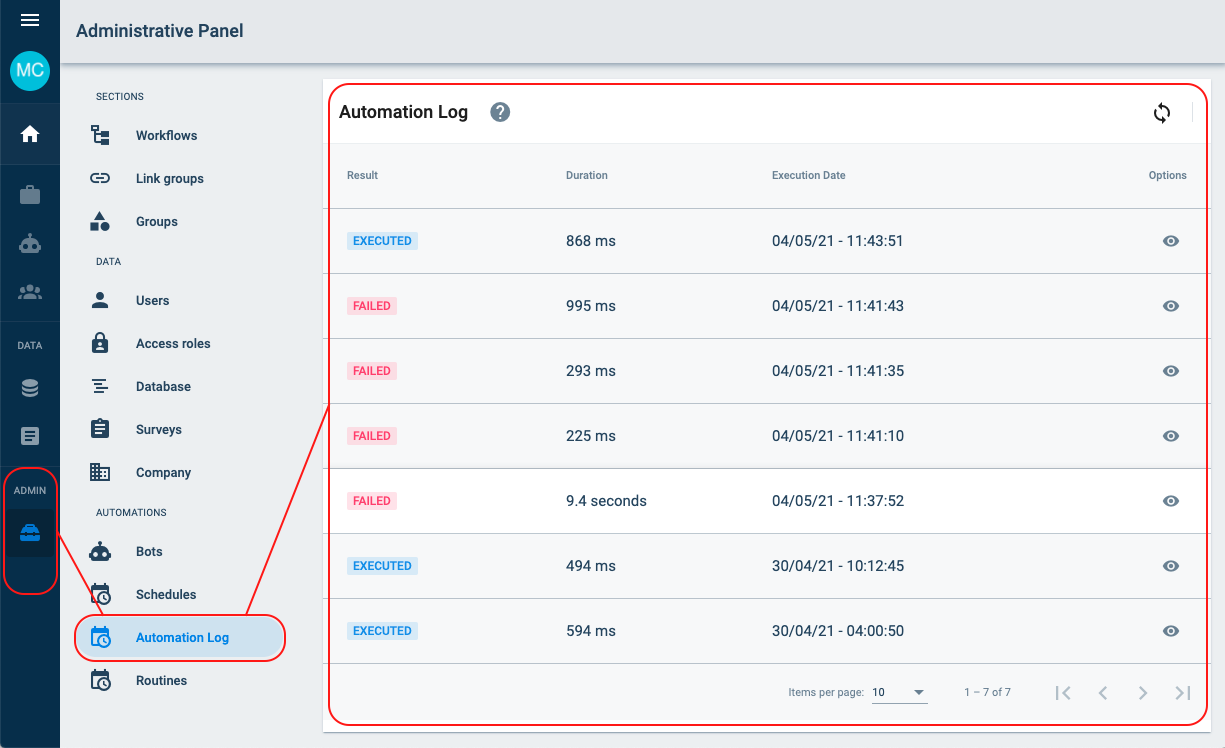 Administrative Panel
MC
DATA
ADMIN
SECTIONS
Workflows
Link groups
Groups
DATA
Users
Access roles
Database
Surveys
Company
AUTOMATIONS
Bots
Schedules
Automation Log
Routines
Automation Log ?
Result Duration Execution Date Options
EXECUTED 868 ms 04/05/21 - 11:43:51
FAILED 995 ms 04/05/21 - 11:41:43
FAILED 293 ms 04/05/21 - 11:41:35
FAILED 225 ms 04/05/21 - 11:41:10
FAILED 9.4 seconds 04/05/21 - 11:37:52
EXECUTED 494 ms 30/04/21 - 10:12:45
EXECUTED 594 ms 30/04/21 - 04:00:50
Items per page: 10 1 – 7 of 7